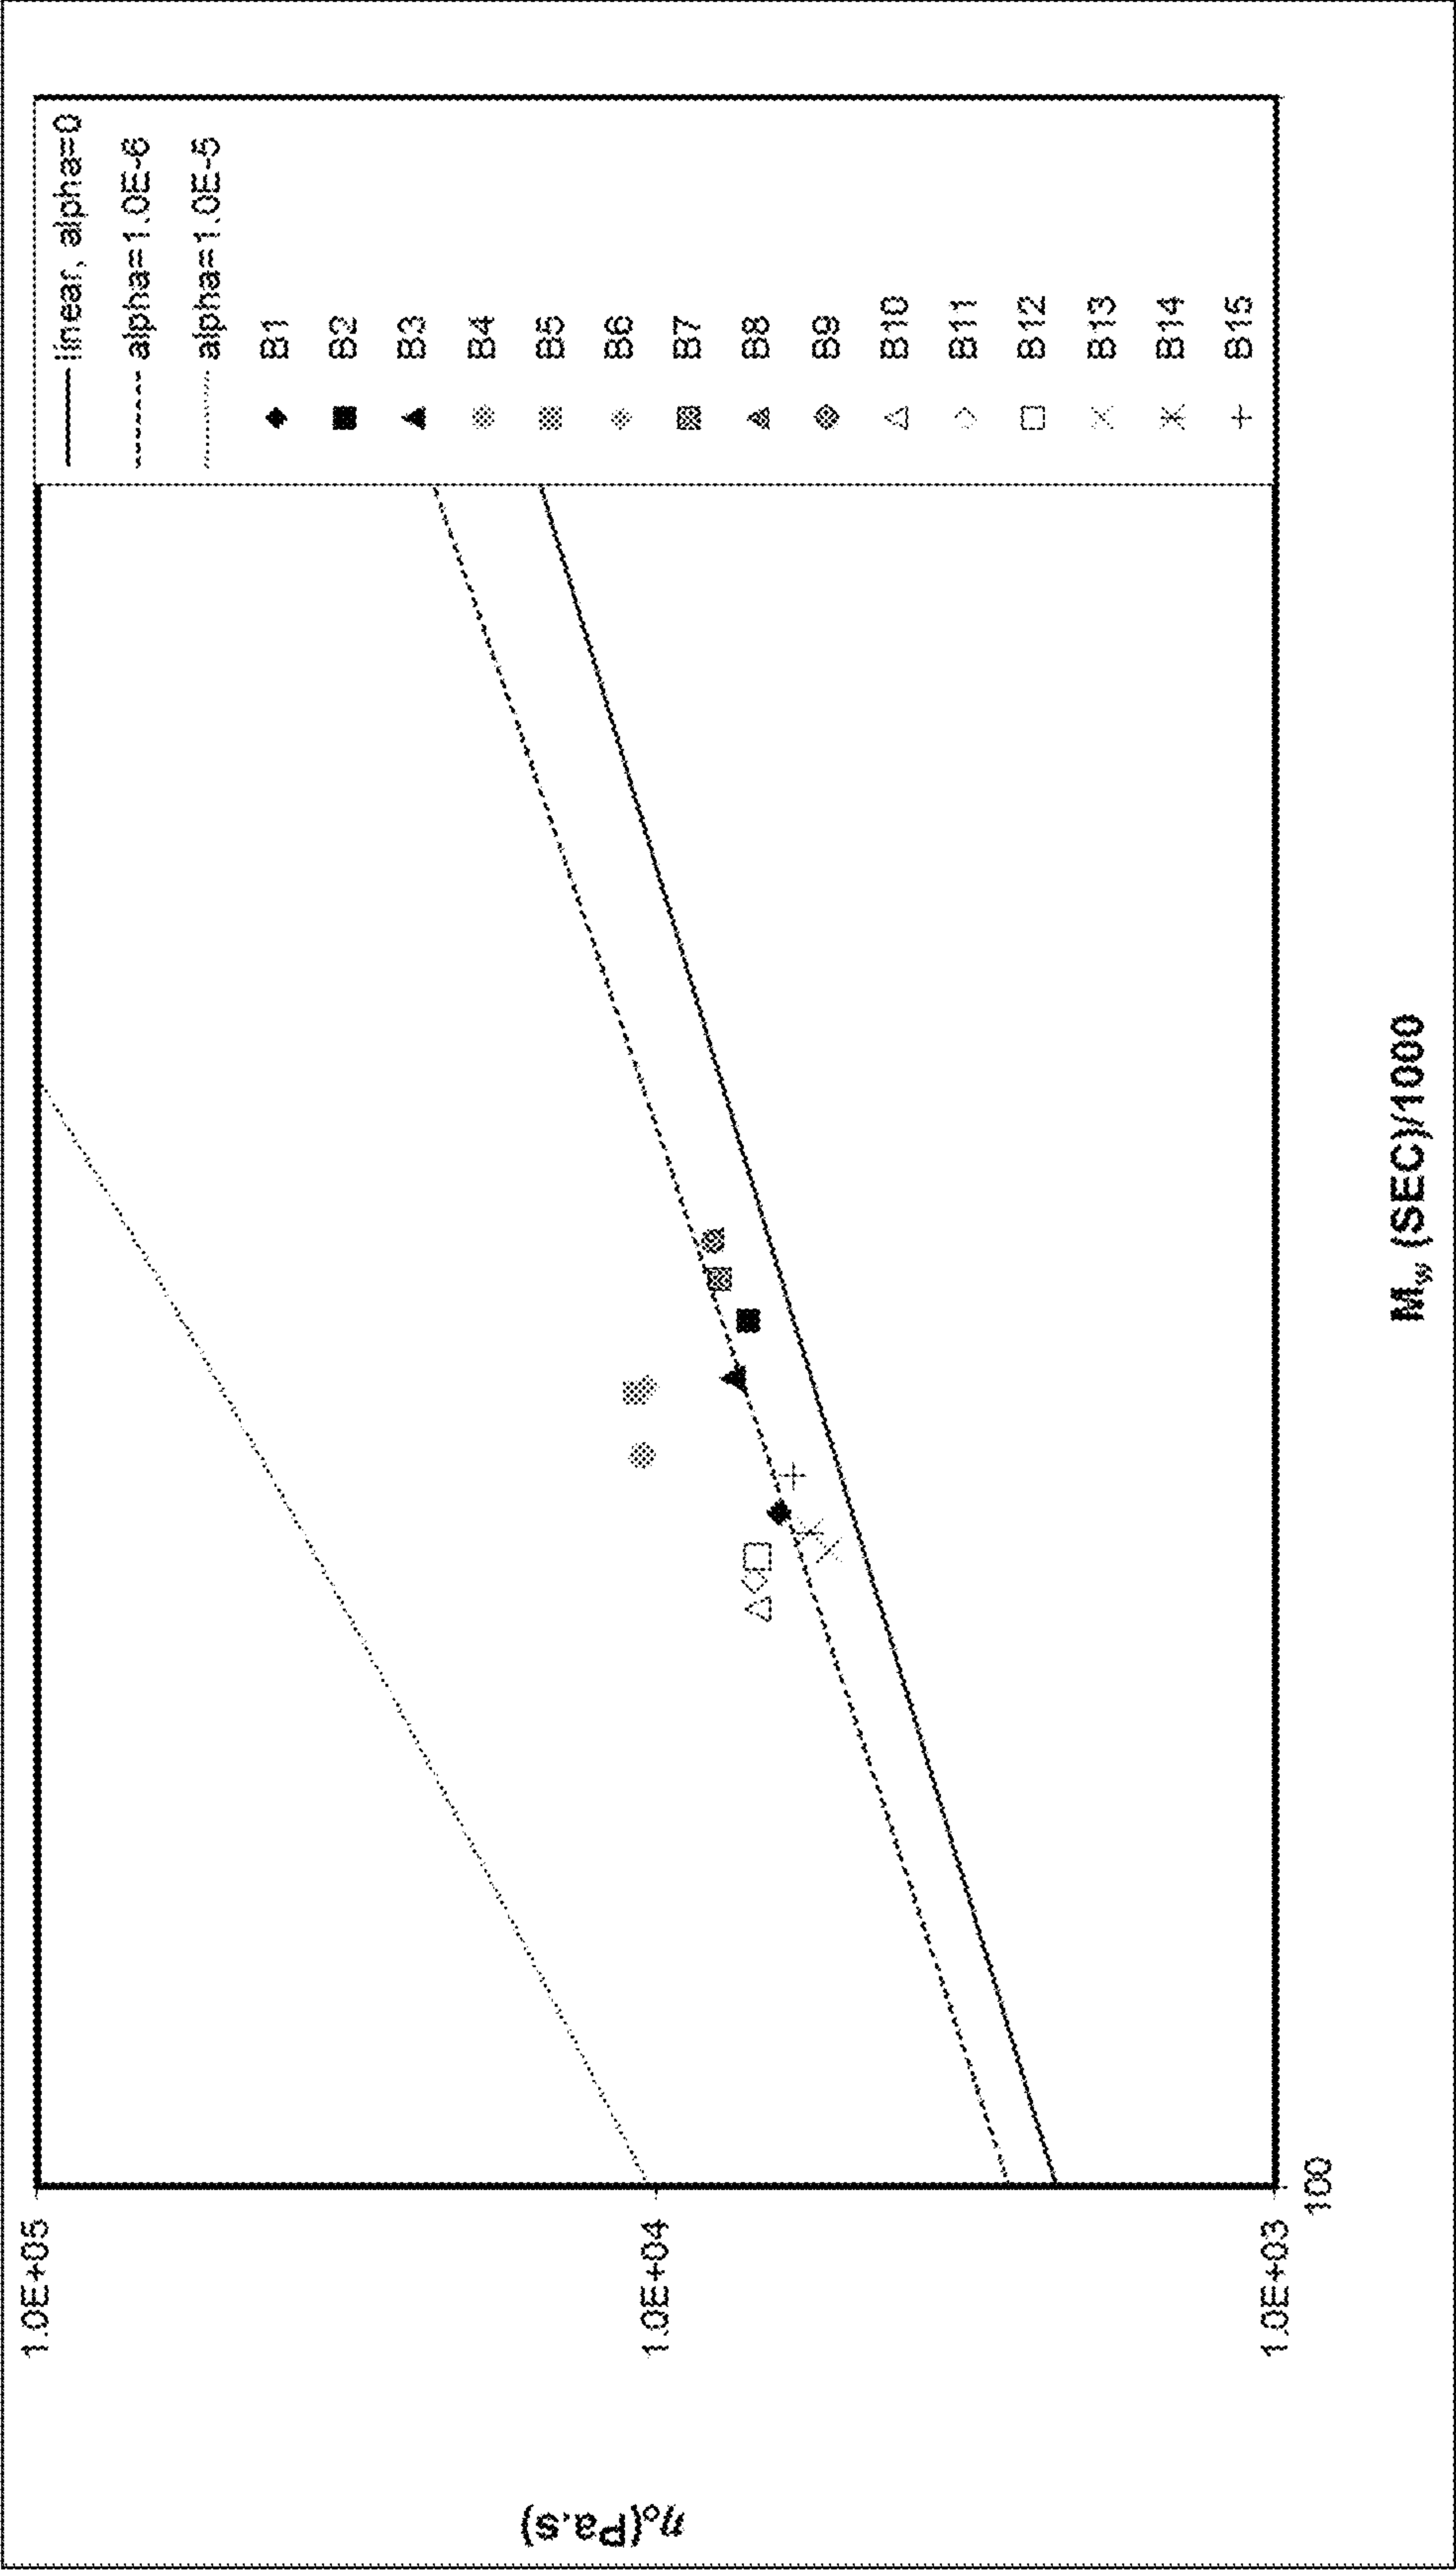 1.0E+05
1.0E+04
1.0E+03
η₀(Pa.s)
100
Mw (SEC)/1000
linear, alpha=0
alpha=1.0E-6
alpha=1.0E-5
B1
B2
B3
B4
B5
B6
B7
B8
B9
B10
B11
B12
B13
B14
B15